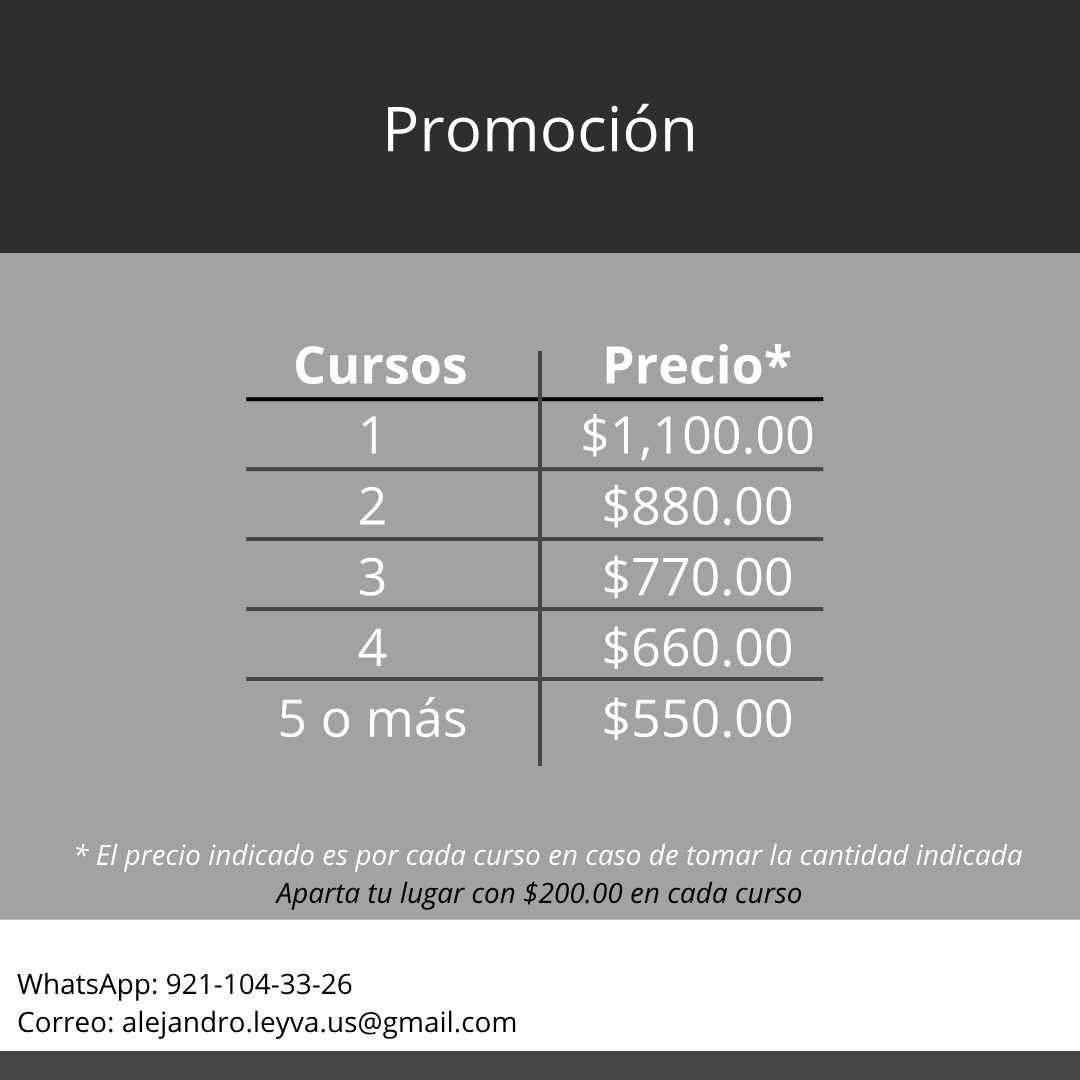 Promoción
Cursos Precio*
1 $1,100.00
2 $880.00
3 $770.00
4 $660.00
5 o más $550.00
* El precio indicado es por cada curso en caso de tomar la cantidad indicada
Aparta tu lugar con $200.00 en cada curso
WhatsApp: 921-104-33-26
Correo: alejandro.leyva.us@gmail.com